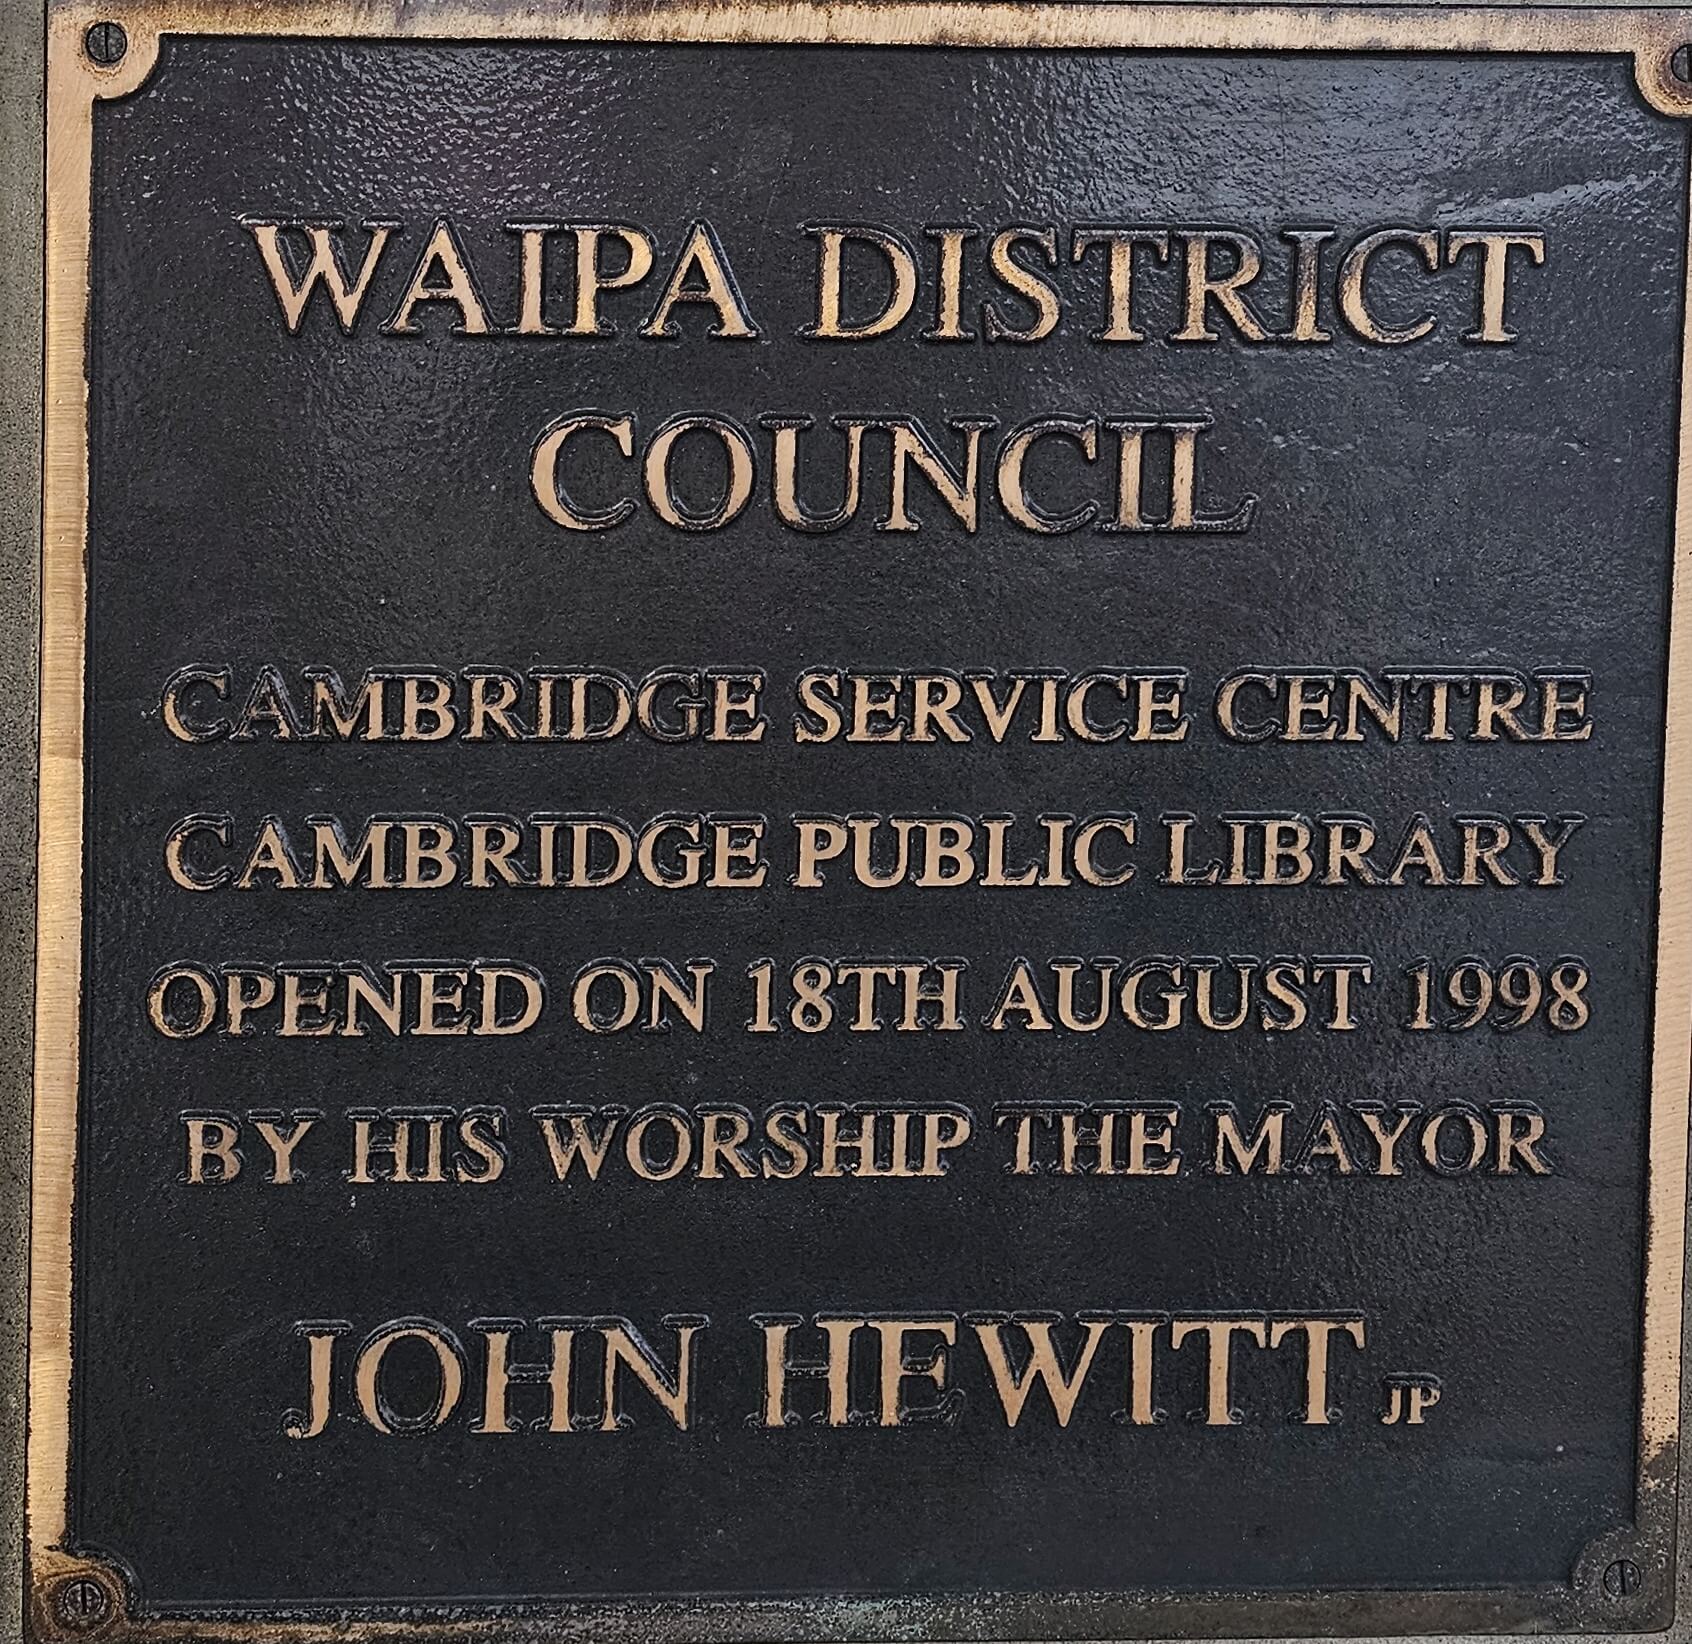 WAIPA DISTRICT
COUNCIL
CAMBRIDGE SERVICE CENTRE
CAMBRIDGE PUBLIC LIBRARY
OPENED ON 18TH AUGUST 1998
BY HIS WORSHIP THE MAYOR
JOHN HEWITT JP